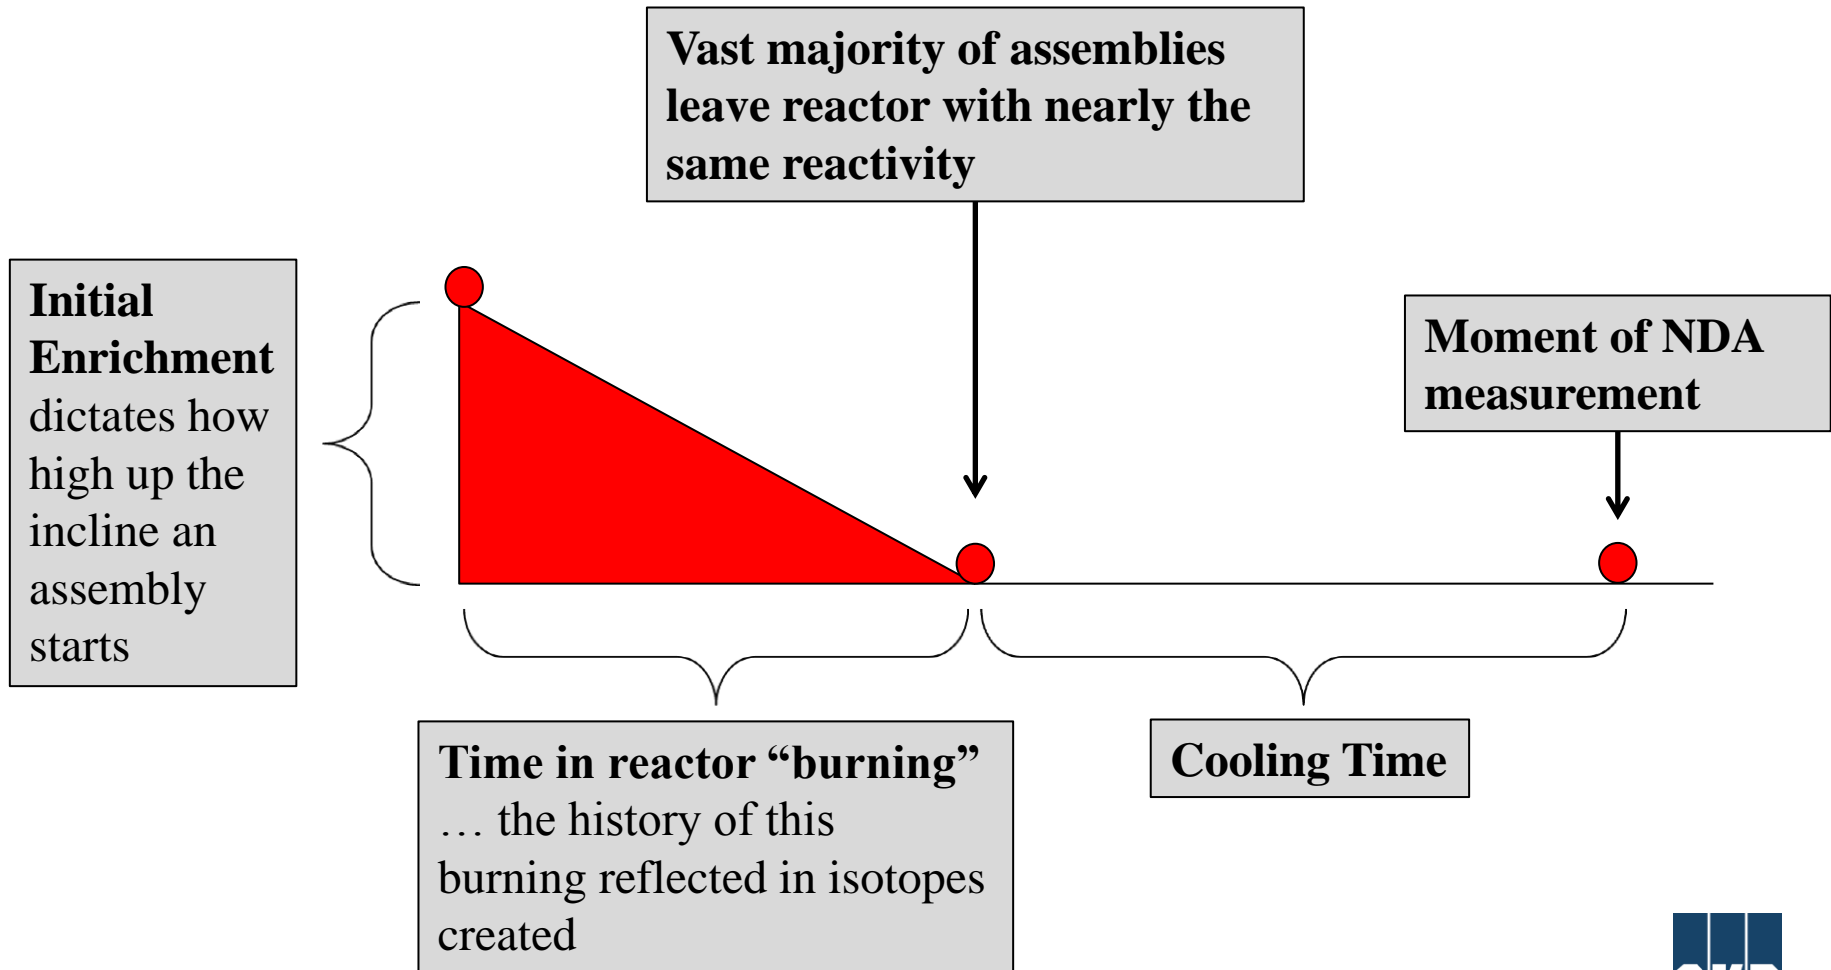 Vast majority of assemblies
leave reactor with nearly the
same reactivity
Initial
Enrichment
dictates how
high up the
incline an
assembly
starts
Moment of NDA
measurement
Time in reactor “burning”
… the history of this
burning reflected in isotopes
created
Cooling Time